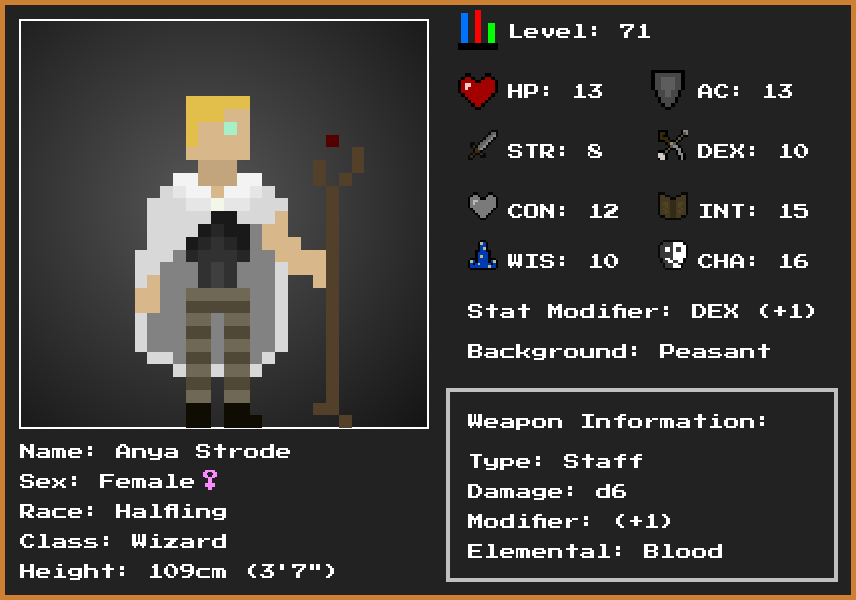 Level: 71
HP: 13
AC: 13
STR: 8
DEX: 10
CON: 12
INT: 15
WIS: 10
CHA: 16
Stat Modifier: DEX (+1)
Background: Peasant
Weapon Information:
Type: Staff
Damage: d6
Modifier: (+1)
Elemental: Blood
Name: Anya Strode
Sex: Female♀
Race: Halfling
Class: Wizard
Height: 109cm (3'7")